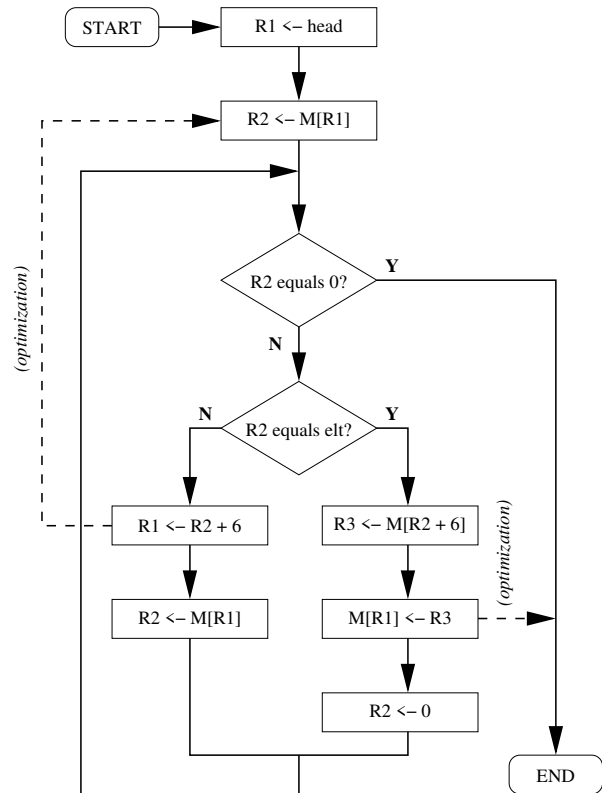 START
R1 <– head
R2 <– M[R1]
R2 equals 0?
Y
N
(optimization)
R2 equals elt?
N
Y
R1 <– R2 + 6
R3 <– M[R2 + 6]
(optimization)
R2 <– M[R1]
M[R1] <– R3
R2 <– 0
END